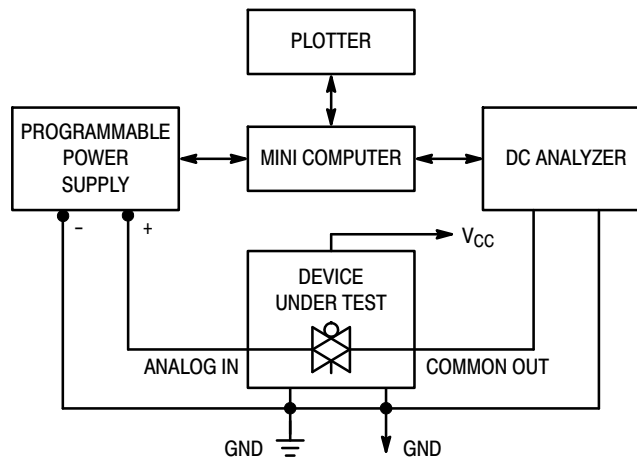 PLOTTER
PROGRAMMABLE
POWER
SUPPLY
MINI COMPUTER
DC ANALYZER
– +
VCC
DEVICE
UNDER TEST
ANALOG IN
COMMON OUT
GND
GND